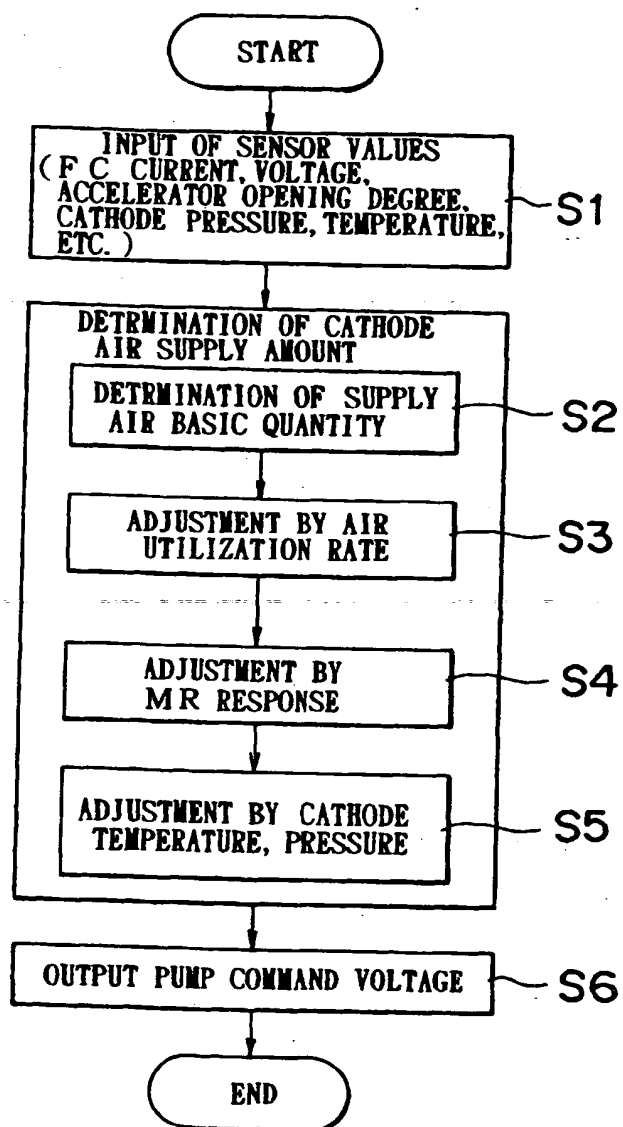 START
INPUT OF SENSOR VALUES
(F C CURRENT, VOLTAGE,
ACCELERATOR OPENING DEGREE,
CATHODE PRESSURE, TEMPERATURE,
ETC.)
S1
DETRMINATION OF CATHODE
AIR SUPPLY AMOUNT
DETRMINATION OF SUPPLY
AIR BASIC QUANTITY
S2
ADJUSTMENT BY AIR
UTILIZATION RATE
S3
ADJUSTMENT BY
MR RESPONSE
S4
ADJUSTMENT BY CATHODE
TEMPERATURE, PRESSURE
S5
OUTPUT PUMP COMMAND VOLTAGE
S6
END